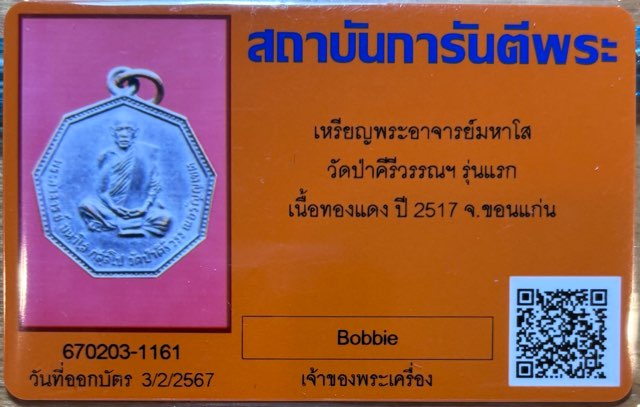 สถาบันการันตีพระ
เหรียญพระอาจารย์มหาโส
วัดป่าคีรีวรรณฯ รุ่นแรก
เนื้อทองแดง ปี 2517 จ.ขอนแก่น
Bobbie
เจ้าของพระเครื่อง
670203-1161
วันที่ออกบัตร 3/2/2567